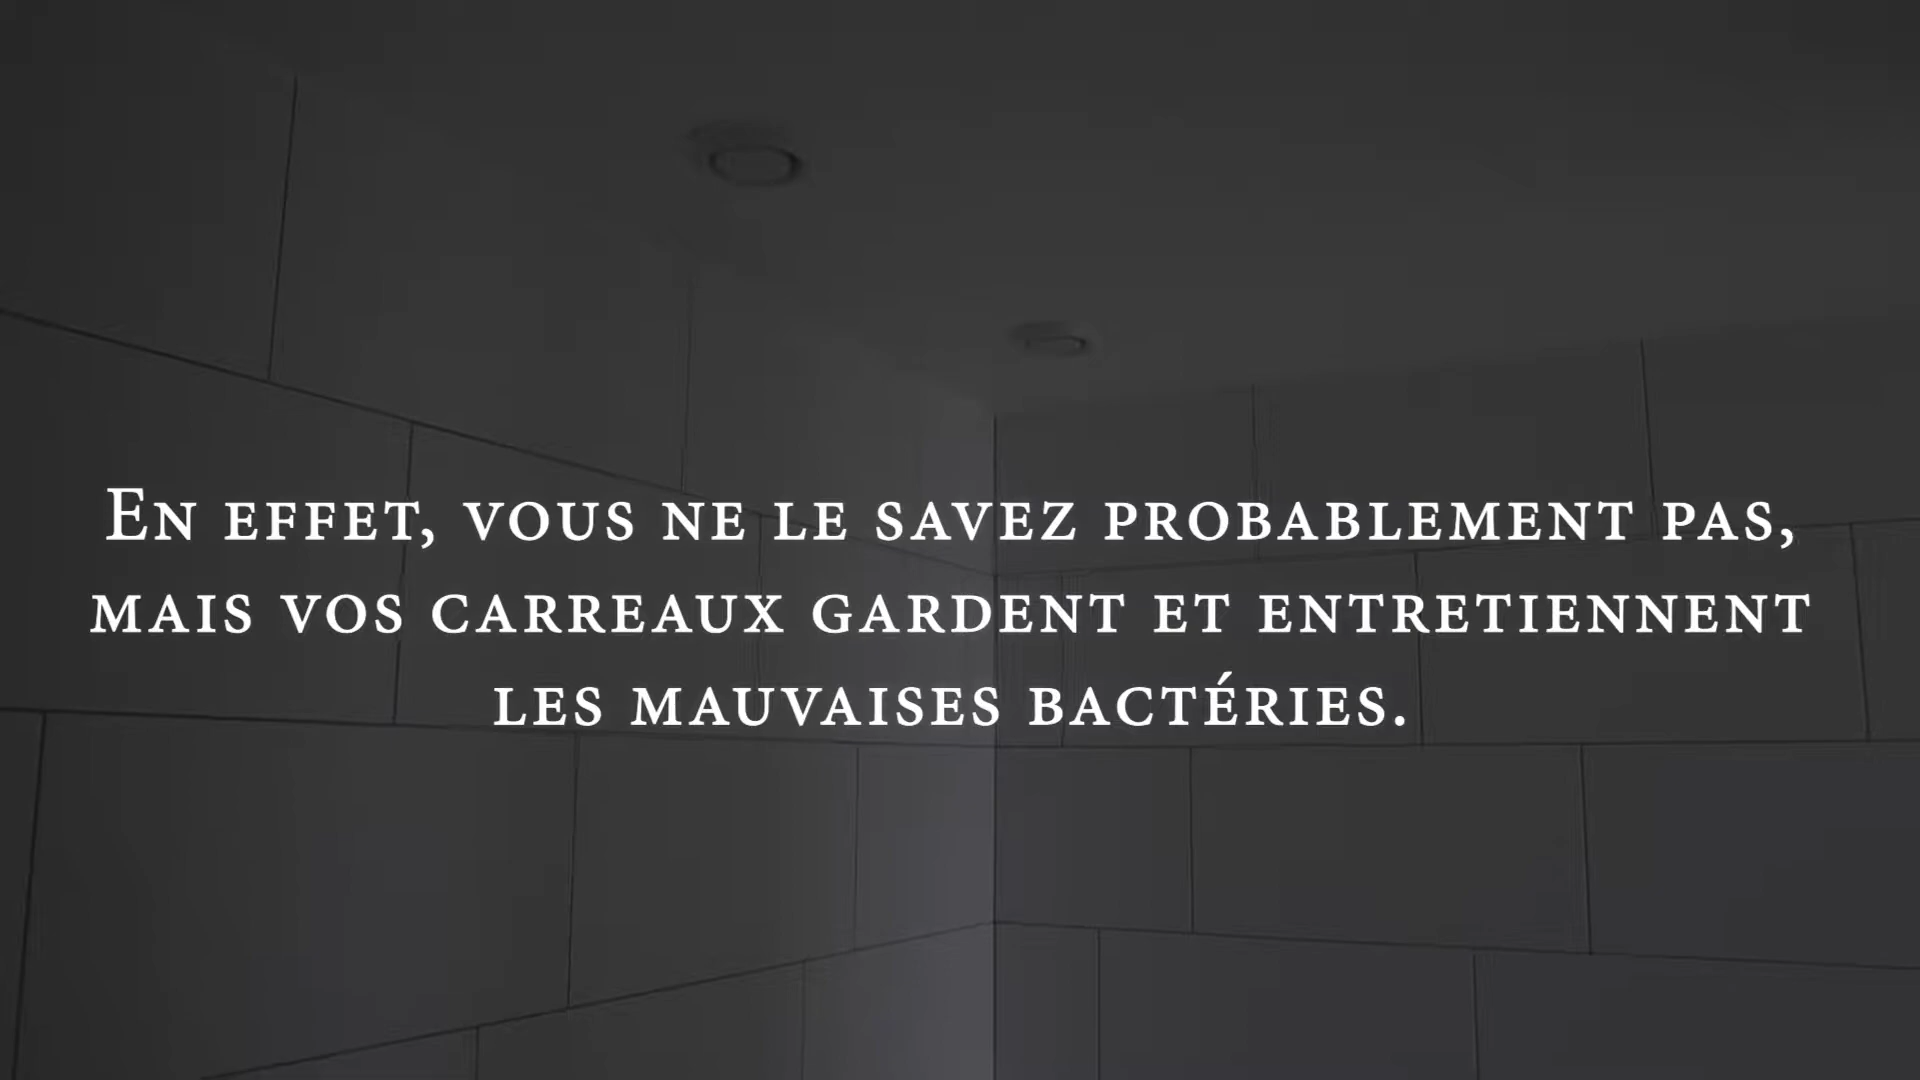 En effet, vous ne le savez probablement pas,
mais vos carreaux gardent et entretiennent
les mauvaises bactéries.